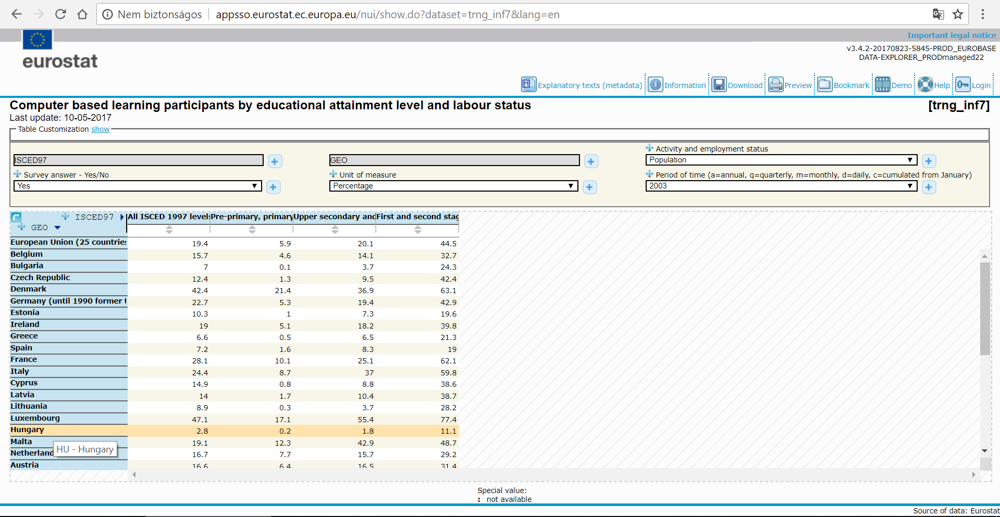 Nem biztonságos appsso.eurostat.ec.europa.eu/nui/show.do?dataset=trng_inf7&lang=en
Important legal notice
eurostat
v3.4.2-20170823-5845-PROD_EUROBASE
DATA-EXPLORER_PRODmanaged22
Explanatory texts (metadata) Information Download Preview Bookmark Demo Help Login
Computer based learning participants by educational attainment level and labour status [trng_inf7]
Last update: 10-05-2017
Table Customization show
Activity and employment status
ISCED97 GEO Population
Survey answer - Yes/No Unit of measure Period of time (a=annual, q=quarterly, m=monthly, d=daily, c=cumulated from January)
Yes Percentage 2003
ISCED97 All ISCED 1997 levels Pre-primary, primary Upper secondary and First and second stag
GEO
European Union (25 countries 19.4 5.9 20.1 44.5
Belgium 15.7 4.6 14.1 32.7
Bulgaria 7 0.1 3.7 24.3
Czech Republic 12.4 1.3 9.5 42.4
Denmark 42.4 21.4 36.9 63.1
Germany (until 1990 former t 22.7 5.3 19.4 42.9
Estonia 10.3 1 7.3 19.6
Ireland 19 5.1 18.2 39.8
Greece 6.6 0.5 6.5 21.3
Spain 7.2 1.6 8.3 19
France 28.1 10.1 25.1 62.1
Italy 24.4 8.7 37 59.8
Cyprus 14.9 0.8 8.8 38.6
Latvia 14 1.7 10.4 38.7
Lithuania 8.9 0.3 3.7 28.2
Luxembourg 47.1 17.1 55.4 77.4
Hungary 2.8 0.2 1.8 11.1
Malta 19.1 12.3 42.9 48.7
HU - Hungary
Netherland 16.7 7.7 15.7 29.2
Austria 16.6 6.4 16.5 31.4
Special value:
: not available
Source of data: Eurostat